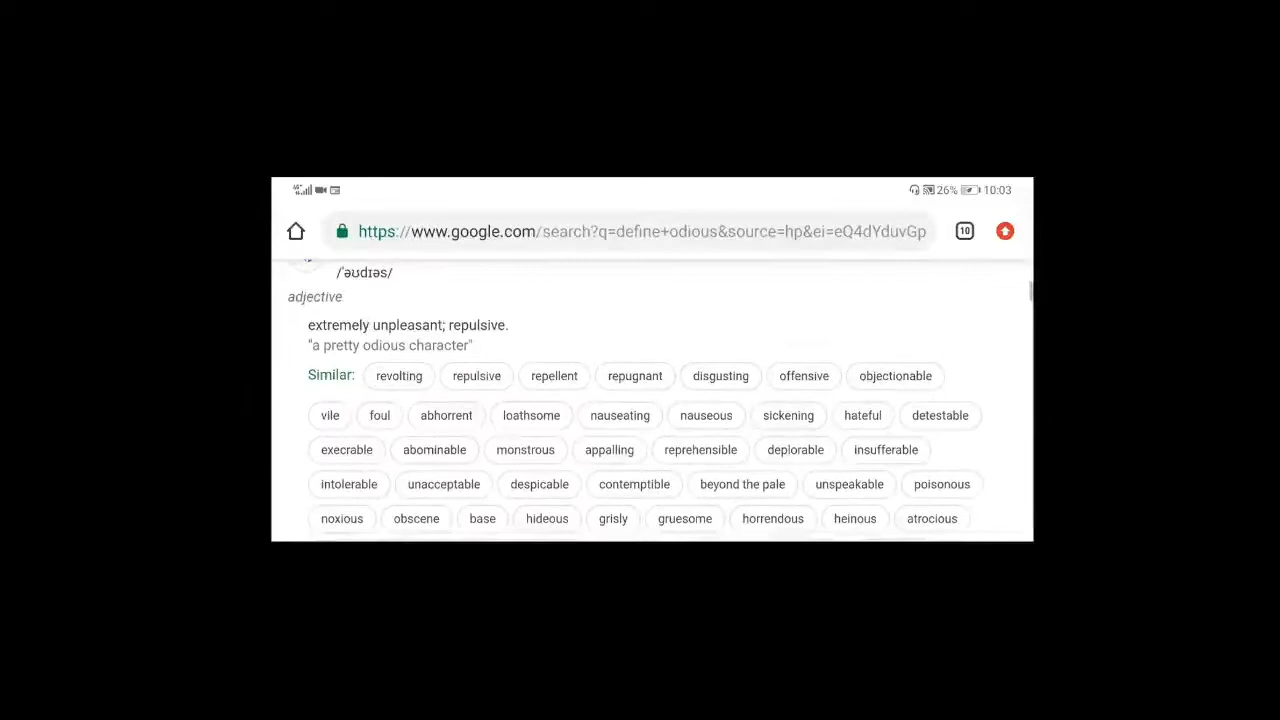 26% 10:03
https://www.google.com/search?q=define+odious&source=hp&ei=eQ4dYduvGp 10
/ˈəʊdɪəs/
adjective
extremely unpleasant; repulsive.
"a pretty odious character"
Similar: revolting repulsive repellent repugnant disgusting offensive objectionable
vile foul abhorrent loathsome nauseating nauseous sickening hateful detestable
execrable abominable monstrous appalling reprehensible deplorable insufferable
intolerable unacceptable despicable contemptible beyond the pale unspeakable poisonous
noxious obscene base hideous grisly gruesome horrendous heinous atrocious